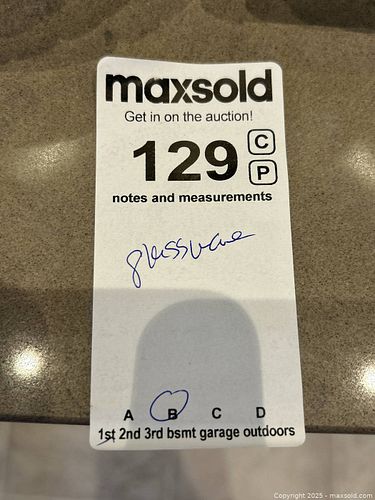 maxsold
Get in on the auction!
129 C
P
notes and measurements
glassware
A B C D
1st 2nd 3rd bsmt garage outdoors
Copyright 2025 - maxsold.com